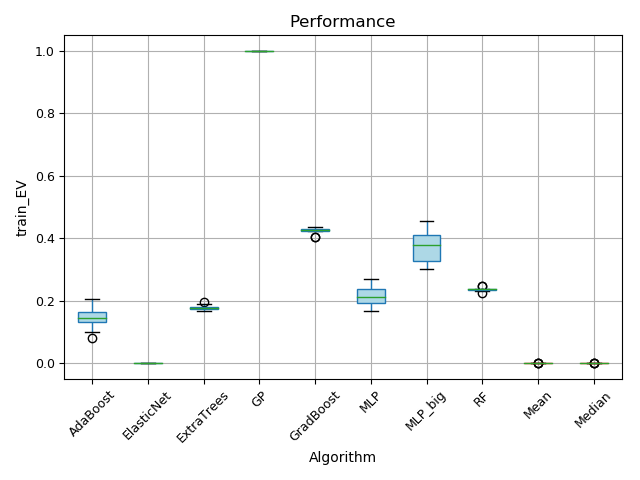 Performance
train_EV
1.0
0.8
0.6
0.4
0.2
0.0
AdaBoost
ElasticNet
ExtraTrees
GP
GradBoost
MLP
MLP_big
RF
Mean
Median
Algorithm